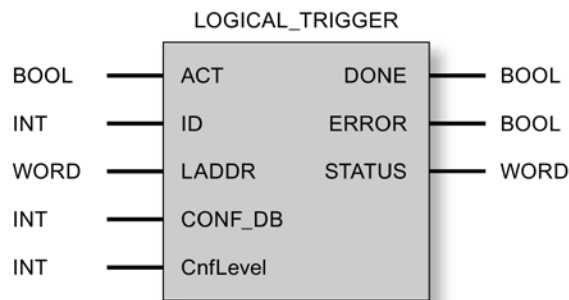 LOGICAL_TRIGGER
BOOL ACT DONE BOOL
INT ID ERROR BOOL
WORD LADDR STATUS WORD
INT CONF_DB
INT CnfLevel